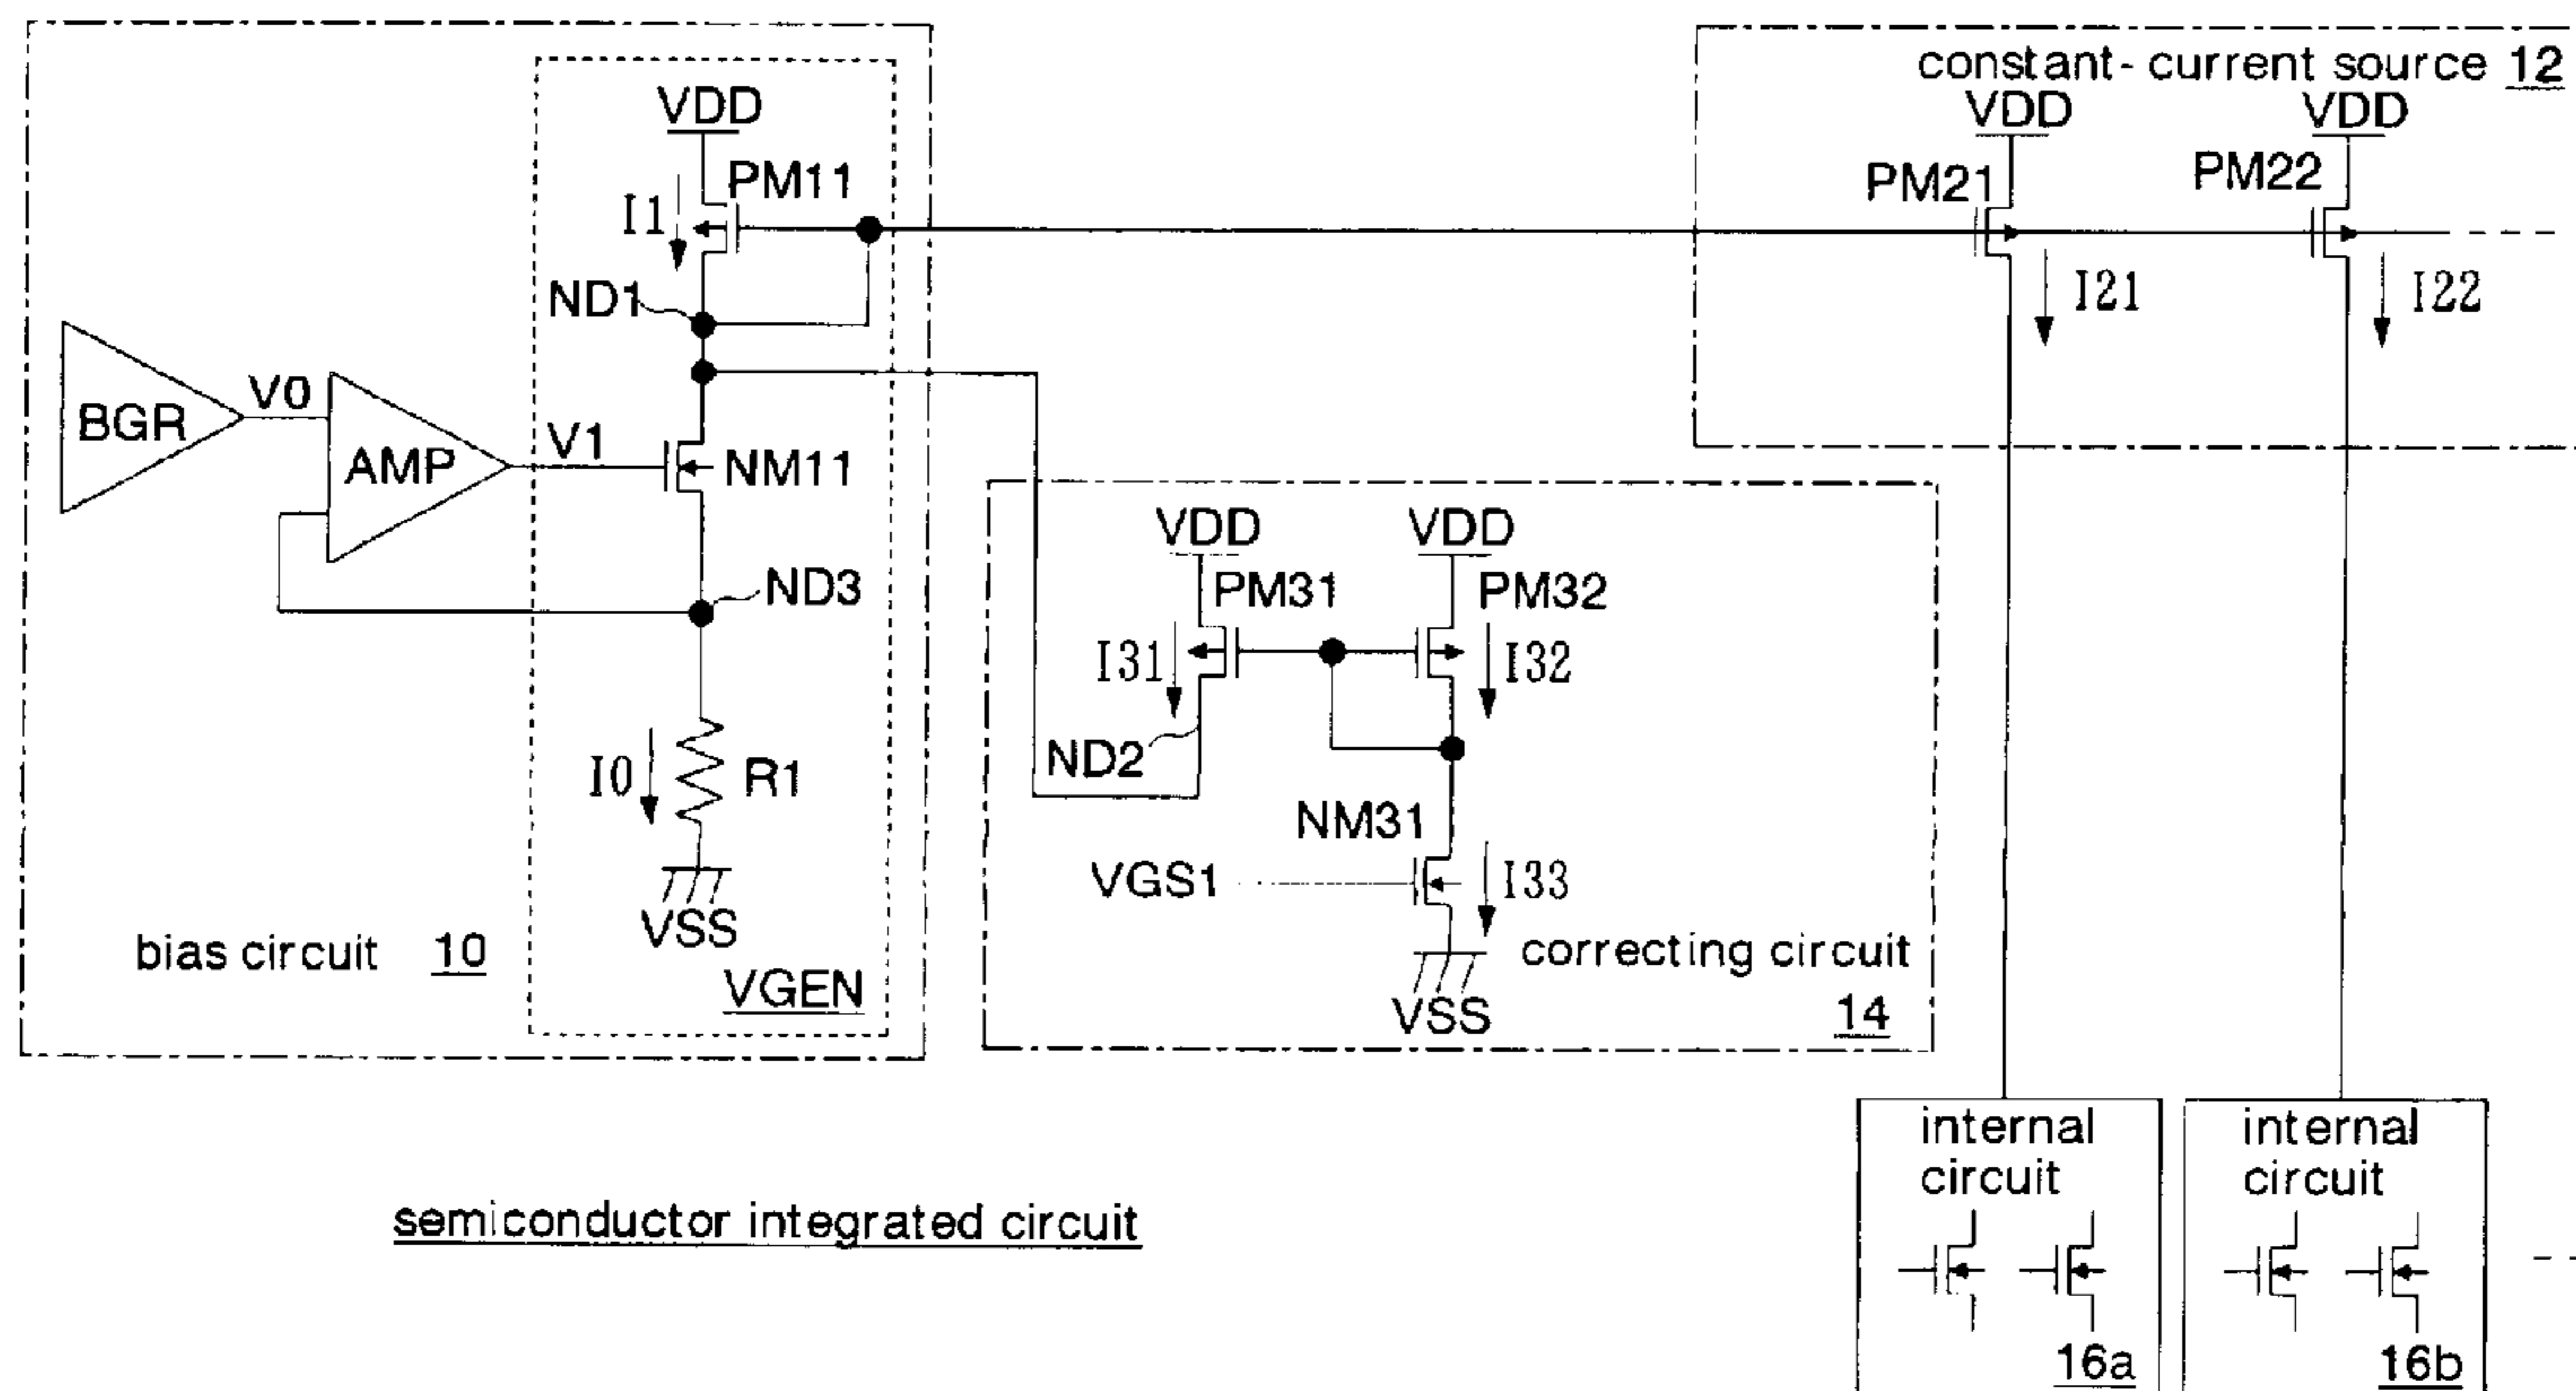 constant-current source 12
VDD
VDD
VDD
PM11
PM21
PM22
I1
ND1
I21
I22
BGR
V0
AMP
V1
NM11
VDD
VDD
ND3
PM31
PM32
I31
I32
ND2
I0
R1
NM31
VGS1
I33
VSS
bias circuit 10
VGEN
correcting circuit
14
VSS
internal
circuit
16a
internal
circuit
16b
semiconductor integrated circuit